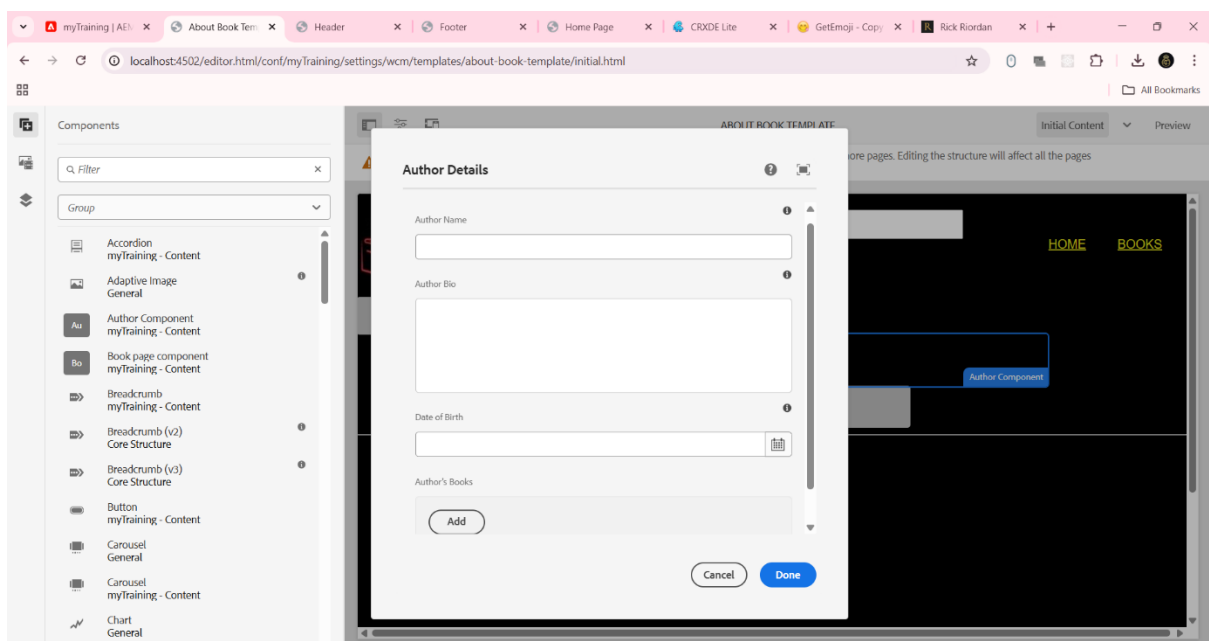 myTraining | AEM
About Book Tem
Header
Footer
Home Page
CRXDE Lite
GetEmoji - Copy
Rick Riordan
localhost:4502/editor.html/conf/myTraining/settings/wcm/templates/about-book-template/initial.html
All Bookmarks
Components
ABOUT BOOK TEMPLATE
Initial Content
Preview
Filter
ore pages. Editing the structure will affect all the pages
Group
Accordion
myTraining - Content
Adaptive Image
General
Au
Author Component
myTraining - Content
Bo
Book page component
myTraining - Content
Breadcrumb
myTraining - Content
Breadcrumb (v2)
Core Structure
Breadcrumb (v3)
Core Structure
Button
myTraining - Content
Carousel
General
Carousel
myTraining - Content
Chart
General
Author Details
Author Name
Author Bio
Date of Birth
Author's Books
Add
Cancel
Done
HOME
BOOKS
Author Component